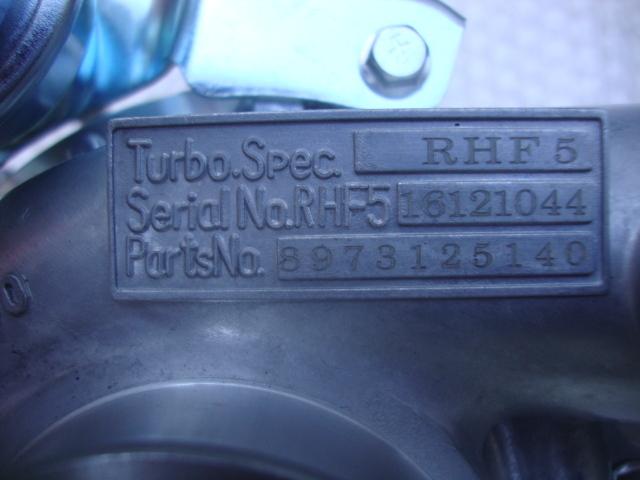 Turbo.Spec. RHF5
Serial No.RHF5 16121044
PartsNo. 8973125140